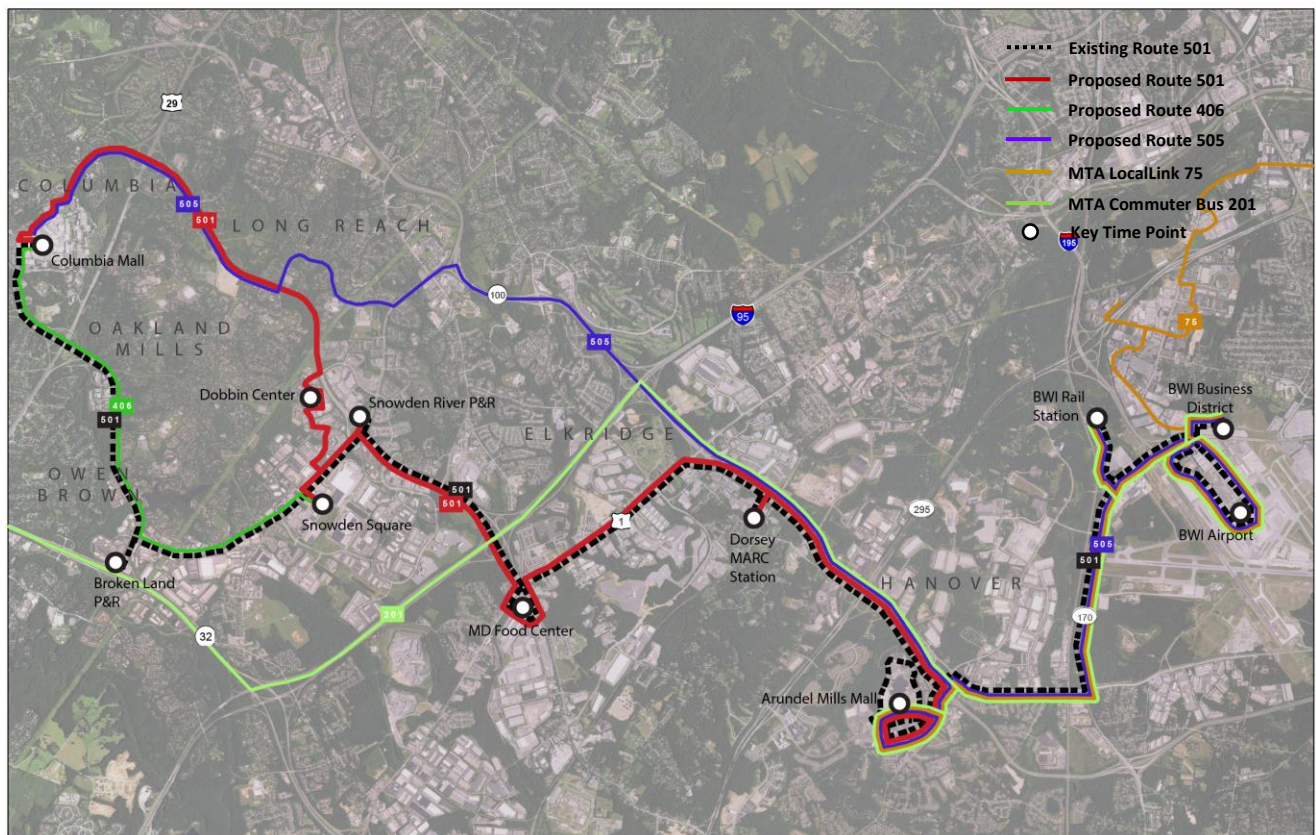 Existing Route 501
Proposed Route 501
Proposed Route 406
Proposed Route 505
MTA LocalLink 75
MTA Commuter Bus 201
Key Time Point
29
195
COLUMBIA
505
501
LONG REACH
Columbia Mall
100
95
OAKLAND
MILLS
75
505
Dobbin Center
Snowden River P&R
BWI Rail
Station
BWI Business
District
406
501
ELKRIDGE
OWEN
BROWN
501
501
Snowden Square
1
295
Dorsey
MARC
Station
BWI Airport
505
501
Broken Land
P&R
HANOVER
201
MD Food Center
170
32
Arundel Mills Mall